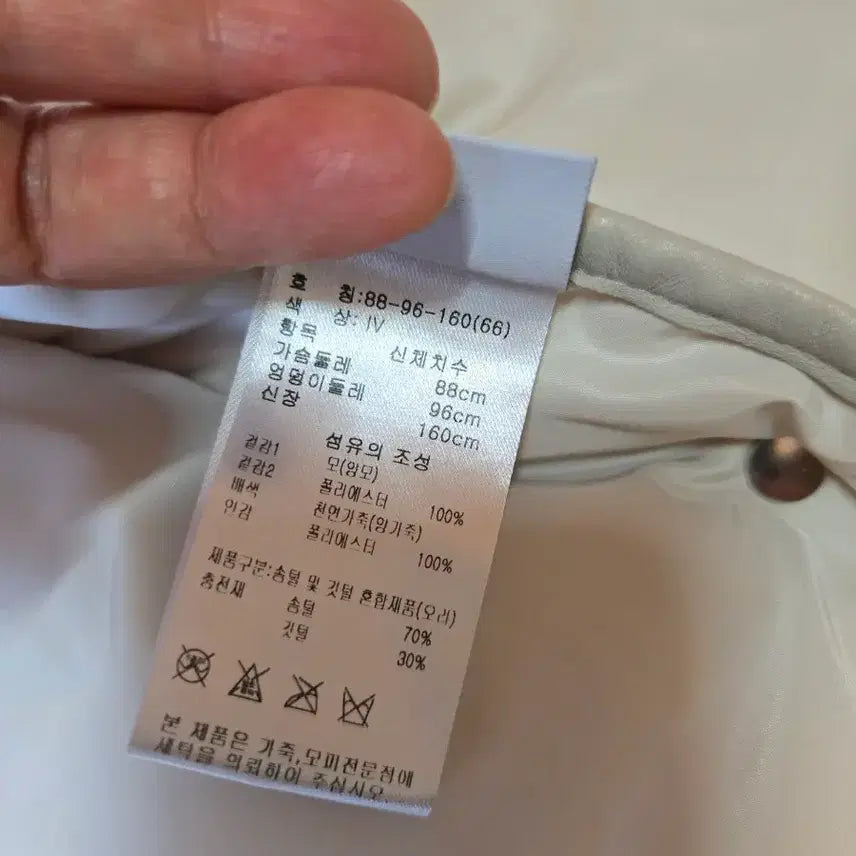 호 칭:88-96-160(66)
색 상: IV
항목 신체치수
가슴둘레 88cm
엉덩이둘레 96cm
신장 160cm
섬유의 조성
겉감1 모(양모)
겉감2 폴리에스터 100%
배색 천연가죽(양가죽)
안감 폴리에스터 100%
제품구분:솜털 및 깃털 혼합제품(오리)
충전재 솜털 70%
깃털 30%
본 제품은 가죽,모피전문점에
세탁을 의뢰하여 주십시오.